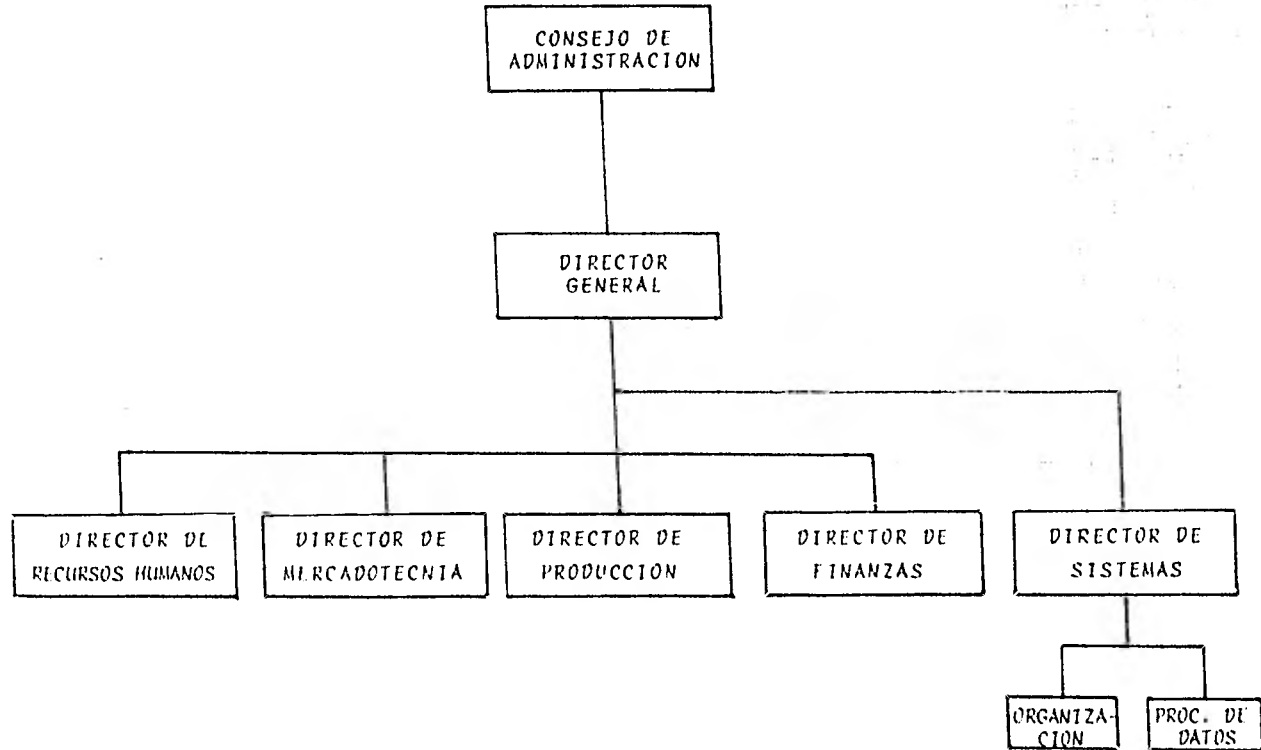 CONSEJO DE
ADMINISTRACION
DIRECTOR
GENERAL
DIRECTOR DE
RECURSOS HUMANOS
DIRECTOR DE
MERCADOTECNIA
DIRECTOR DE
PRODUCCION
DIRECTOR DE
FINANZAS
DIRECTOR DE
SISTEMAS
ORGANIZA-
CION
PROC. DE
DATOS